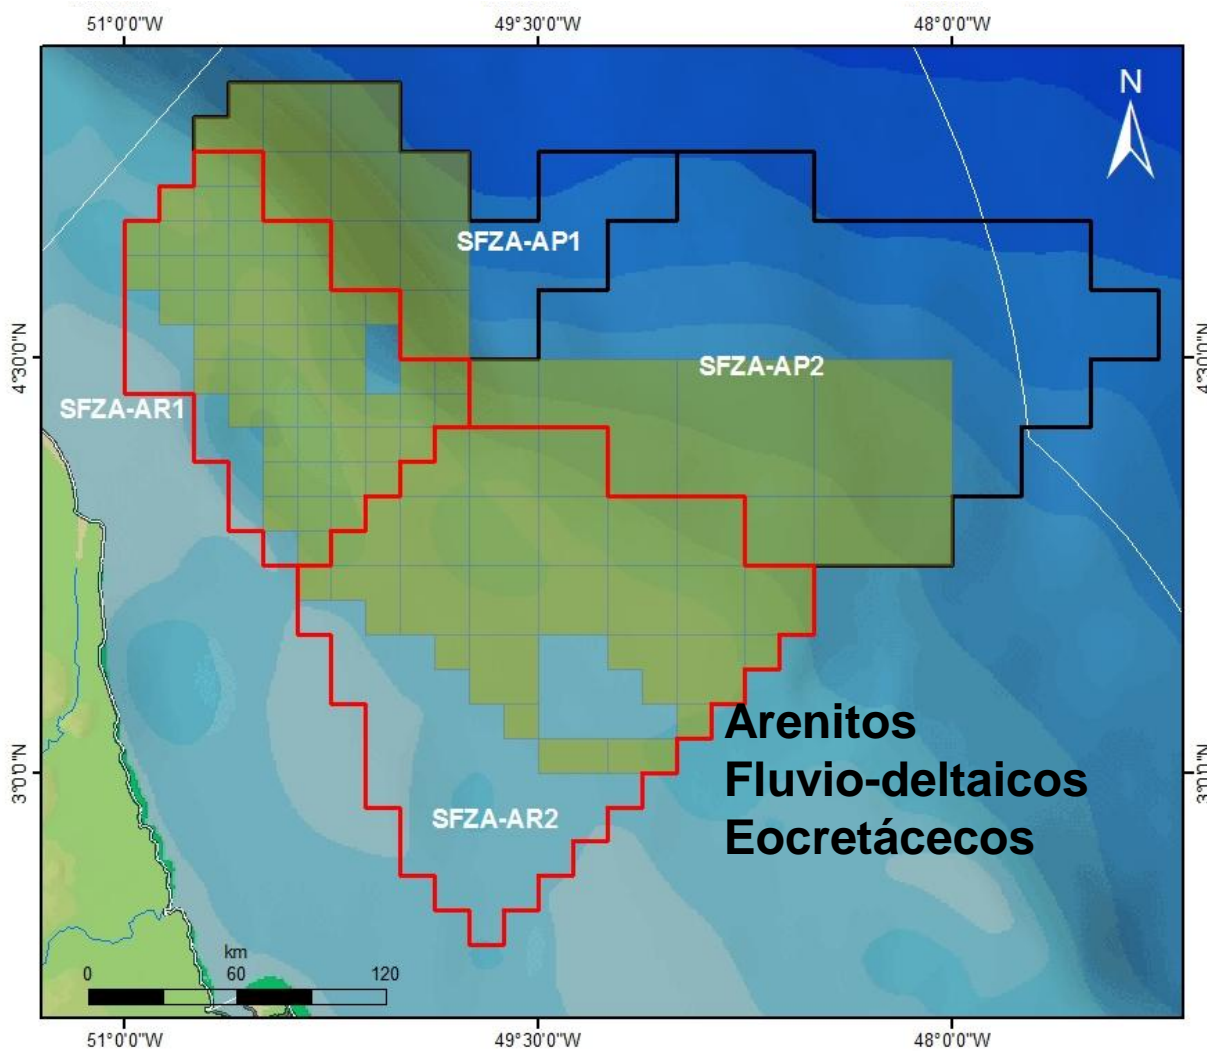 51°0'0"W 49°30'0"W 48°0'0"W
N
SFZA-AP1
4°30'0"N 4°30'0"N
SFZA-AP2
SFZA-AR1
Arenitos
3°0'0"N 3°0'0"N
Fluvio-deltaicos
SFZA-AR2
Eocretácecos
km
0 60 120
51°0'0"W 49°30'0"W 48°0'0"W